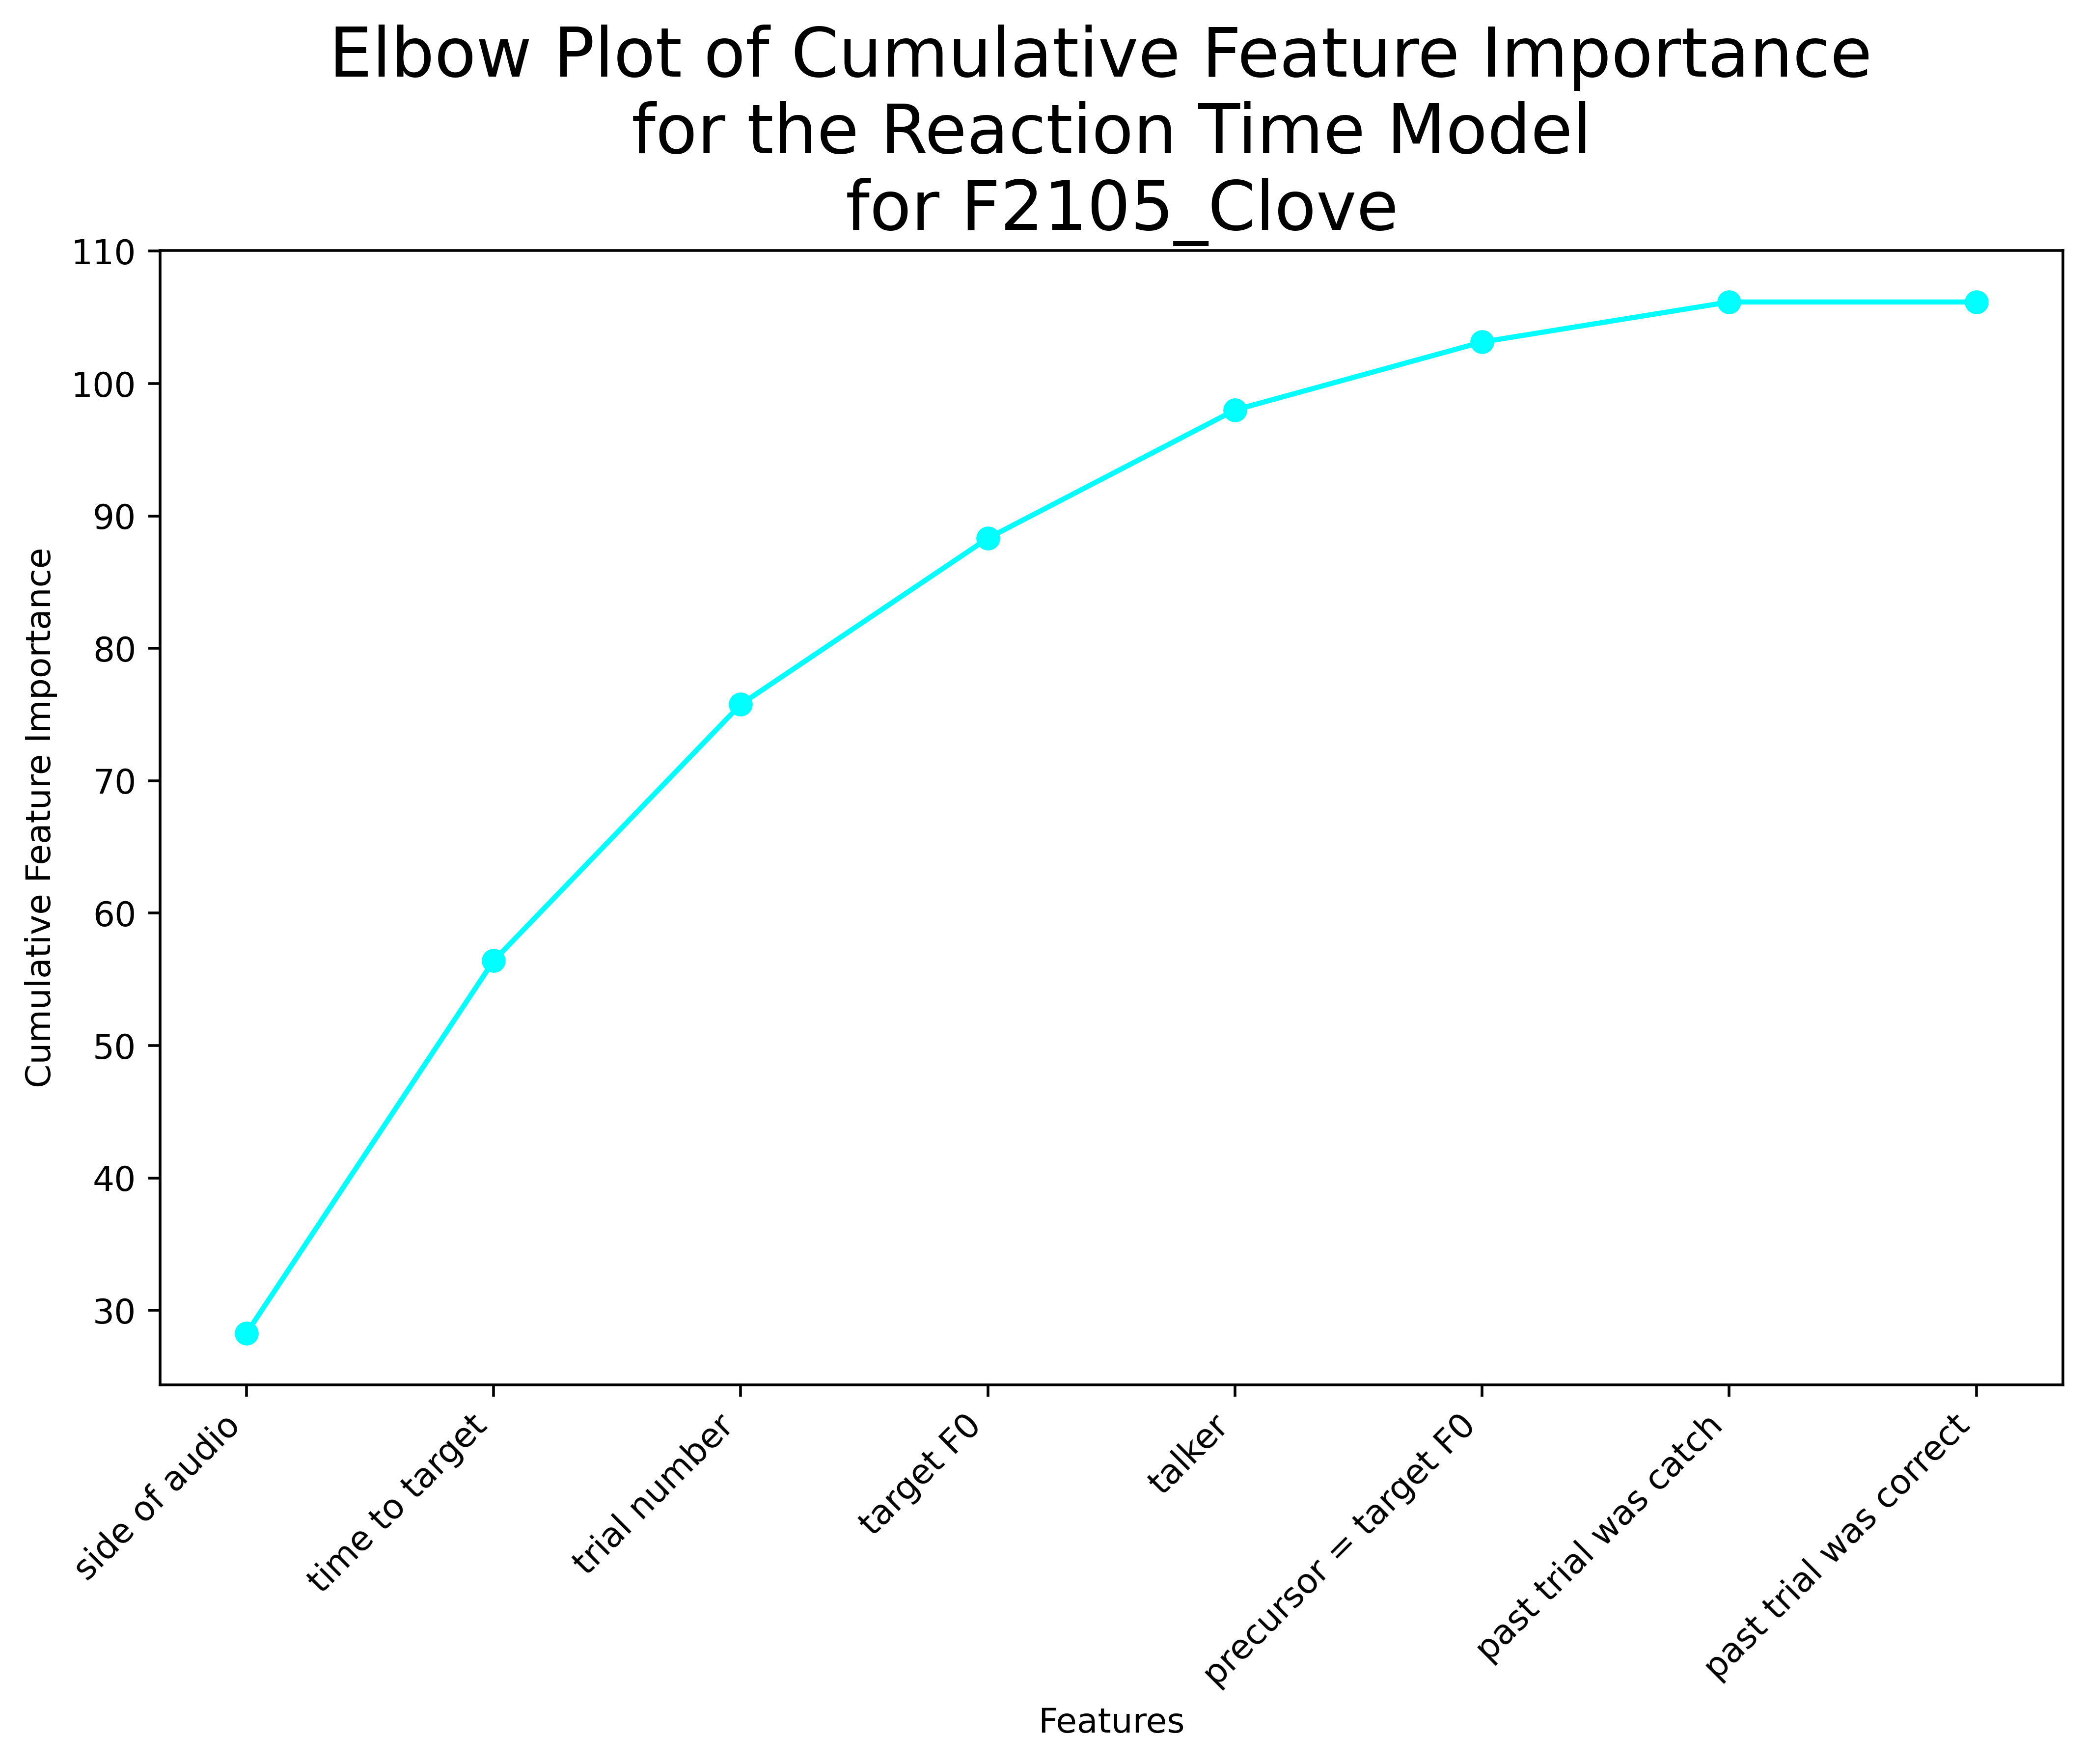 Elbow Plot of Cumulative Feature Importance
for the Reaction Time Model
for F2105_Clove
110
100
90
80
70
60
50
40
30
Cumulative Feature Importance
side of audio
time to target
trial number
target F0
talker
precursor = target F0
past trial was catch
past trial was correct
Features